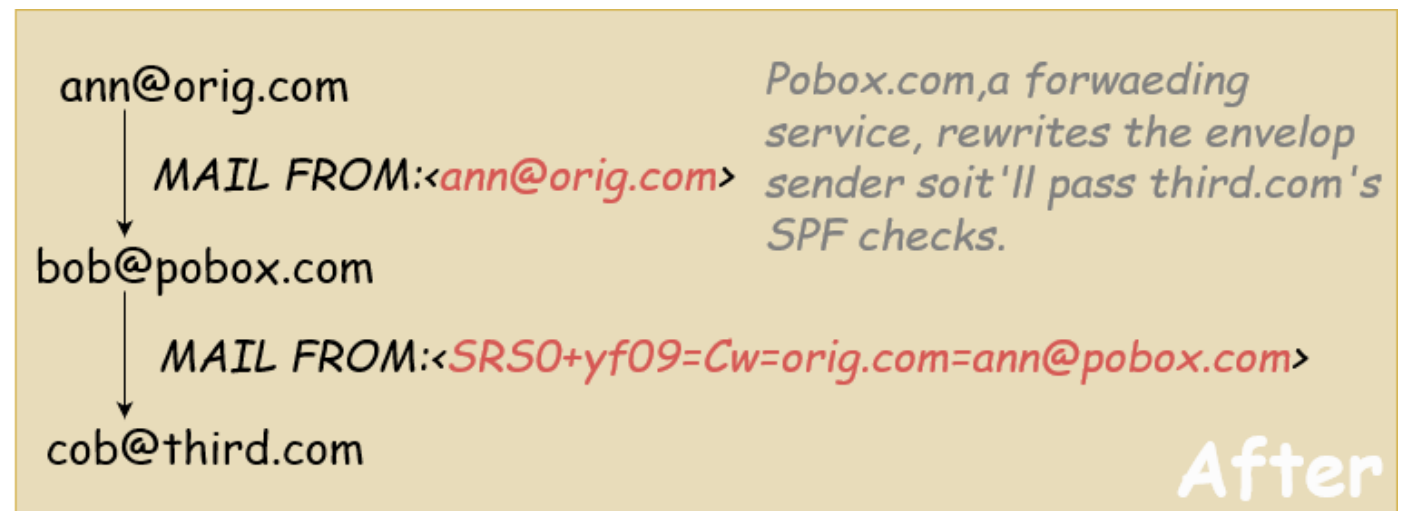 ann@orig.com
Pobox.com,a forwaeding
service, rewrites the envelop
sender soit'll pass third.com's
SPF checks.
MAIL FROM:<ann@orig.com>
bob@pobox.com
MAIL FROM:<SRS0+yf09=Cw=orig.com=ann@pobox.com>
cob@third.com
After